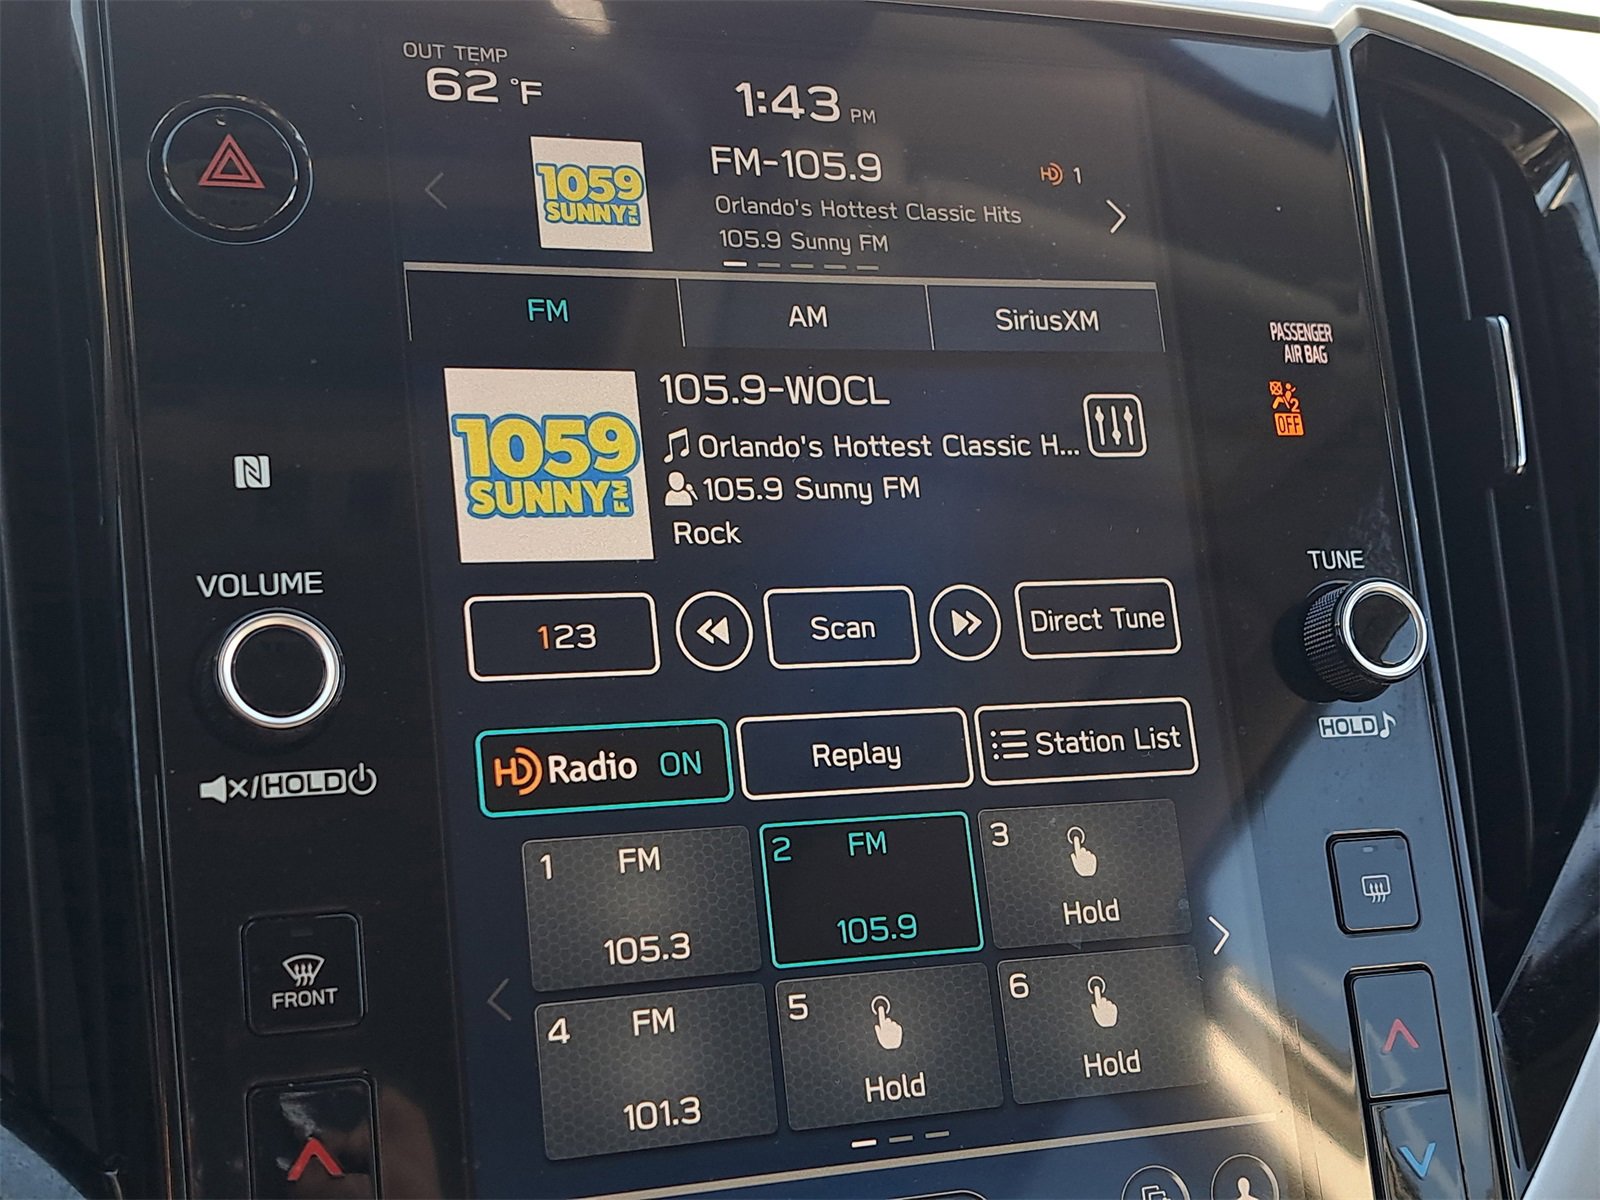 OUT TEMP
62 °F
1:43 PM
1059
SUNNY FM
FM-105.9
HD 1
Orlando's Hottest Classic Hits
105.9 Sunny FM
FM
AM
SiriusXM
PASSENGER
AIR BAG
2
OFF
1059
SUNNY FM
105.9-WOCL
Orlando's Hottest Classic H...
105.9 Sunny FM
Rock
VOLUME
TUNE
123
Scan
Direct Tune
HOLD
HD Radio ON
Replay
Station List
/HOLD
1 FM
105.3
2 FM
105.9
3
Hold
FRONT
4 FM
101.3
5
Hold
6
Hold